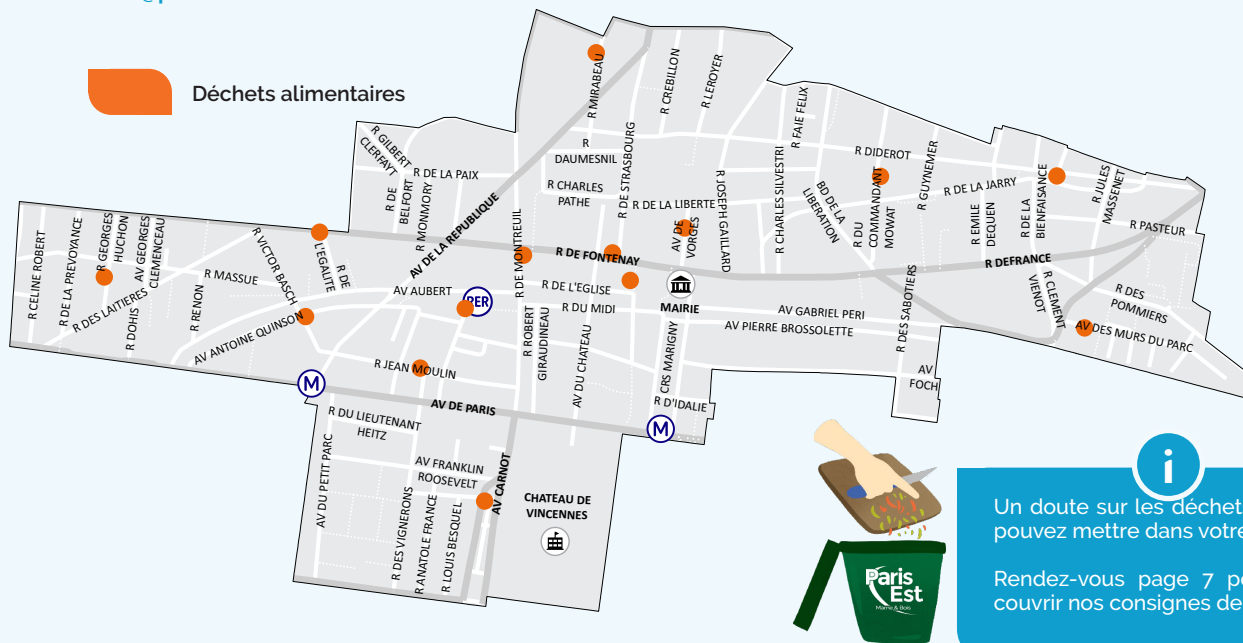 Déchets alimentaires
R MIRABEAU
R CREBILLON
R LEROYER
R FAIE FELIX
R GILBERT
CLERFAYT
R DE LA PAIX
R DE
BELFORT
R MONMORY
AV DE LA REPUBLIQUE
R DE MONTREUIL
R
DAUMESNIL
R CHARLES
PATHE
R DE STRASBOURG
R DE LA LIBERTE
AV DE
VORGES
R JOSEPH GAILLARD
R CHARLES SILVESTRI
BD DE LA
LIBERATION
R DIDEROT
R DU
COMMANDANT
MOWAT
R GUYNEMER
R DE LA JARRY
R EMILE
DEQUEN
R DE LA
BIENFAISANCE
R JULES
MASSENET
R PASTEUR
R CELINE ROBERT
R DE LA PREVOYANCE
R GEORGES
HUCHON
AV GEORGES
CLEMENCEAU
R DES LAITIERES
R DOHIS
R MASSUE
R RENON
R VICTOR BASCH
R DE
L'EGALITE
AV ANTOINE QUINSON
AV AUBERT
RER
R DE FONTENAY
R DE L'EGLISE
R DU MIDI
MAIRIE
R DEFRANCE
AV GABRIEL PERI
AV PIERRE BROSSOLETTE
R DES SABOTIERS
R CLEMENT
VIENOT
R DES
POMMIERS
AV DES MURS DU PARC
R JEAN MOULIN
R ROBERT
GIRAUDINEAU
AV DU CHATEAU
CRS MARIGNY
R D'IDALIE
AV
FOCH
M
AV DE PARIS
M
R DU LIEUTENANT
HEITZ
AV DU PETIT PARC
AV FRANKLIN
ROOSEVELT
R DES VIGNERONS
R ANATOLE FRANCE
R LOUIS BESQUEL
AV CARNOT
CHATEAU DE
VINCENNES
Paris
Est
Marne & Bois
i
Un doute sur les déchets
pouvez mettre dans votre
Rendez-vous page 7
couvrir nos consignes de